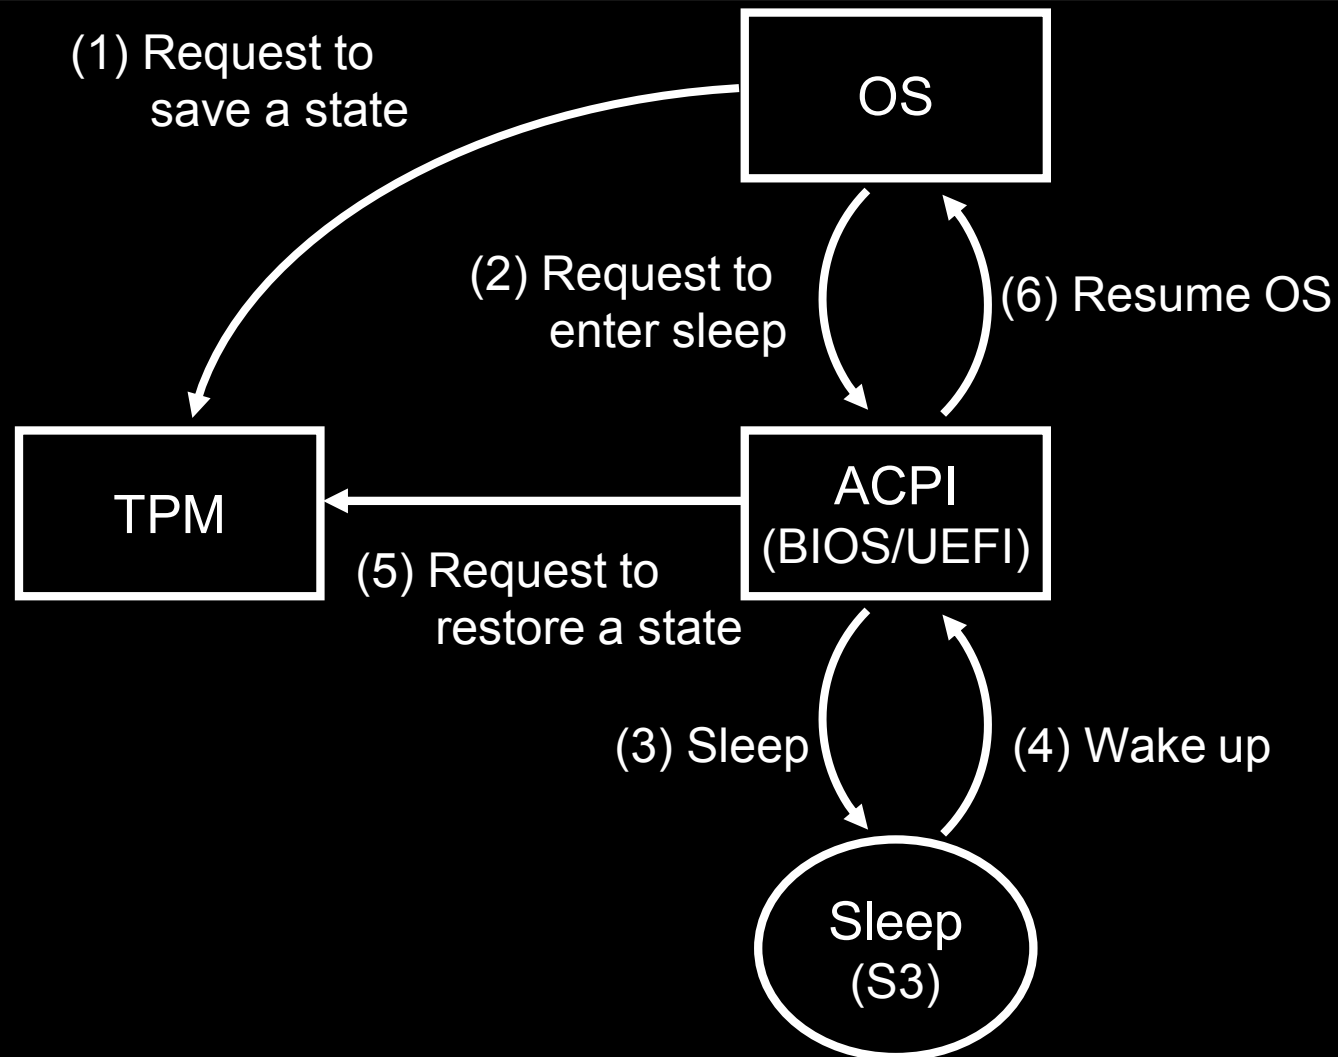 (1) Request to
save a state
OS
(2) Request to
enter sleep
(6) Resume OS
TPM
ACPI
(BIOS/UEFI)
(5) Request to
restore a state
(3) Sleep
(4) Wake up
Sleep
(S3)